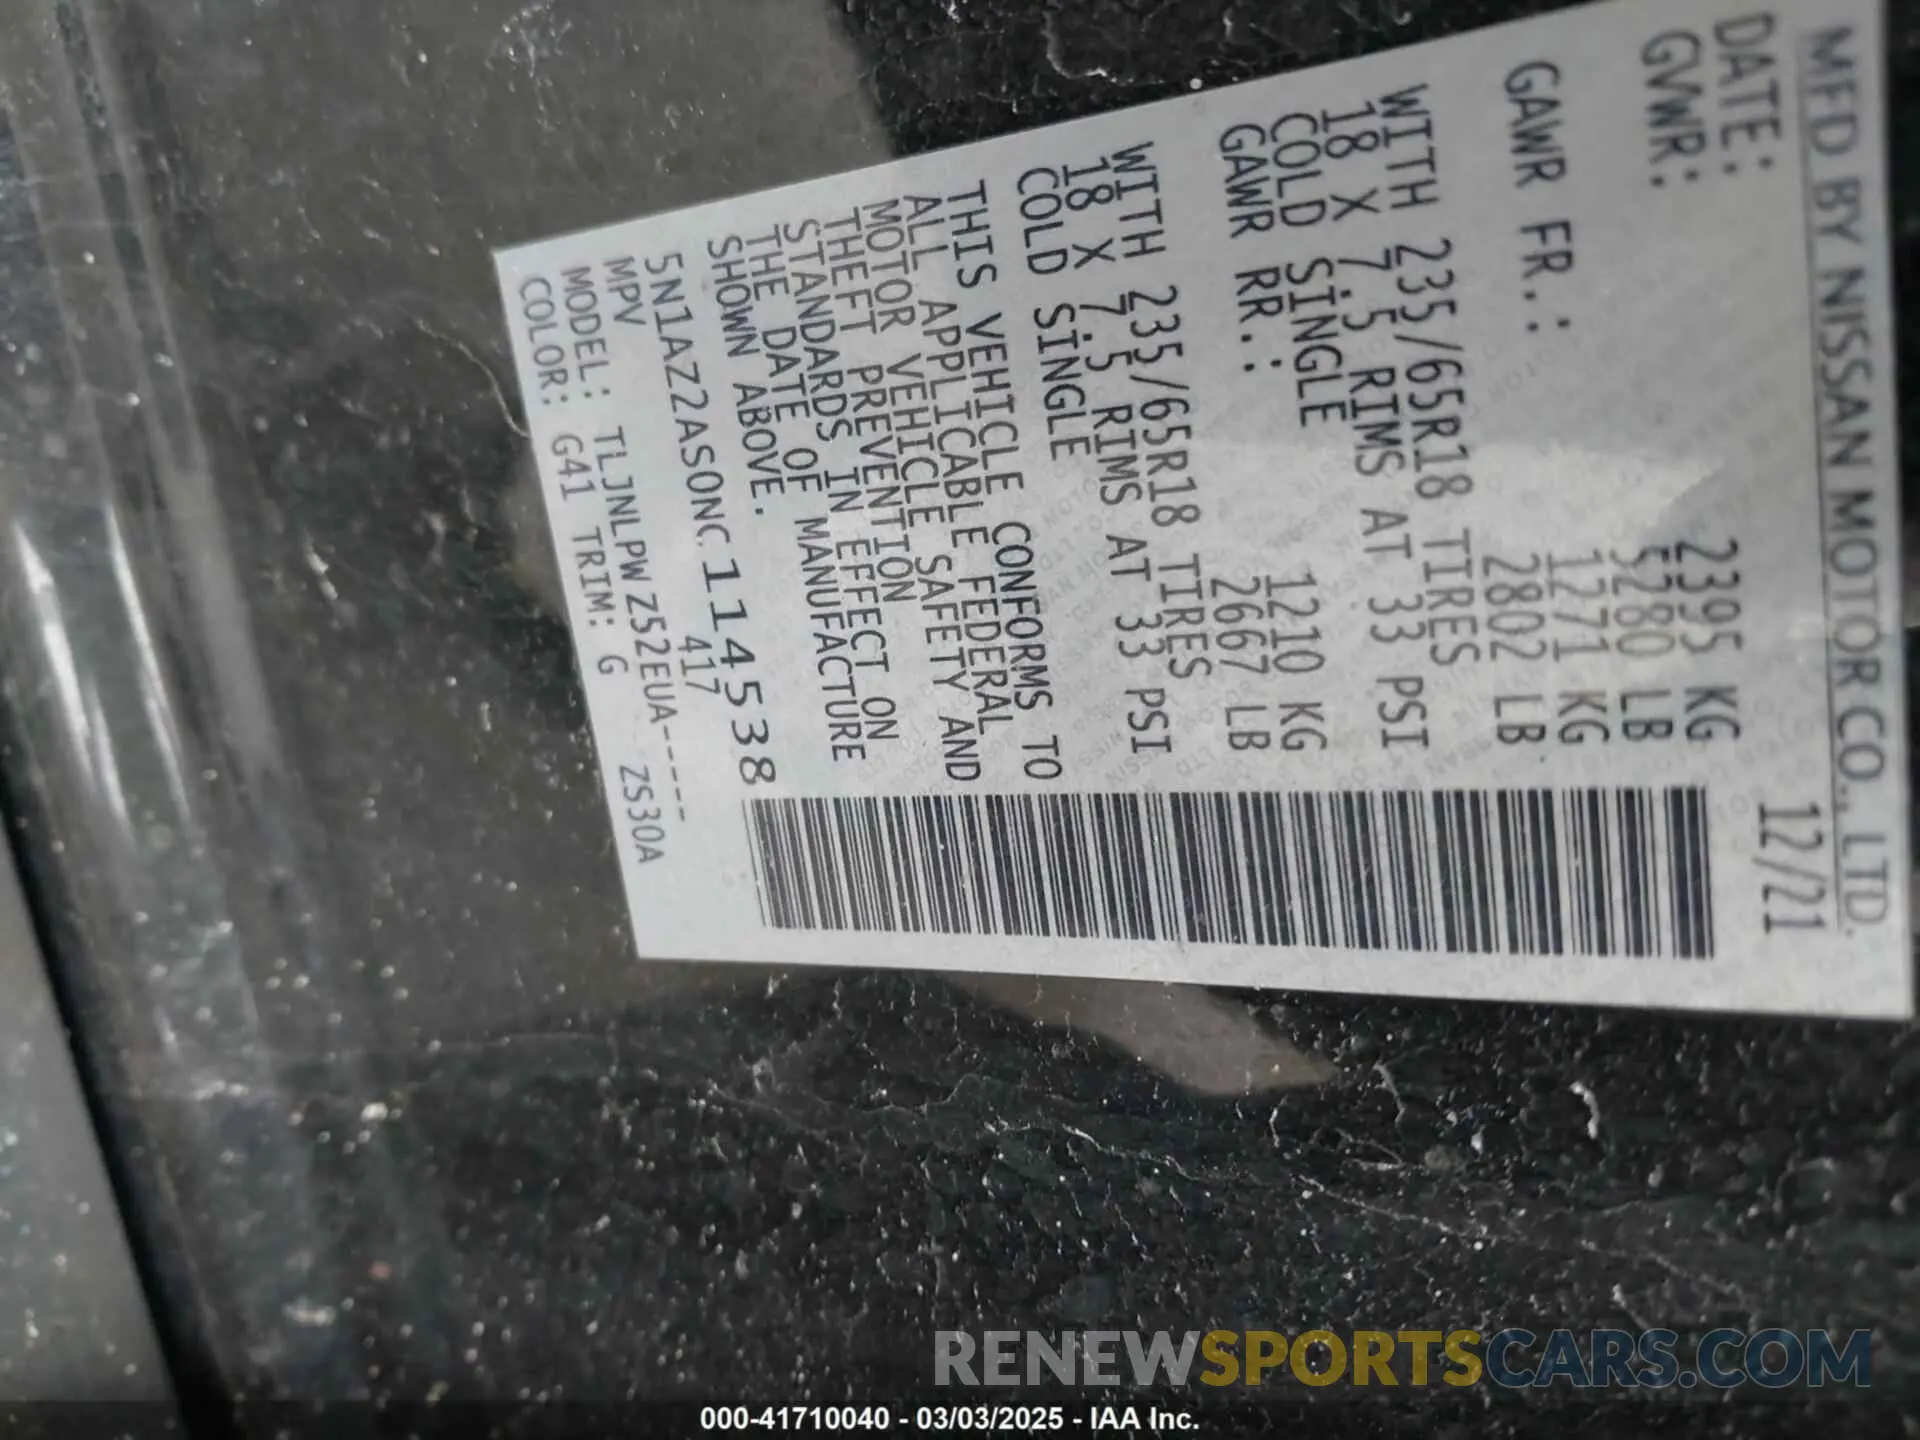 MFD BY NISSAN MOTOR CO., LTD.
DATE: 12/21
GVWR: 2395 KG
5280 LB
GAWR FR.: 1271 KG
2802 LB
WITH 235/65R18 TIRES
18 X 7.5 RIMS AT 33 PSI
COLD SINGLE
GAWR RR.: 1210 KG
2667 LB
WITH 235/65R18 TIRES
18 X 7.5 RIMS AT 33 PSI
COLD SINGLE
THIS VEHICLE CONFORMS TO
ALL APPLICABLE FEDERAL
MOTOR VEHICLE SAFETY AND
THEFT PREVENTION
STANDARDS IN EFFECT ON
THE DATE OF MANUFACTURE
SHOWN ABOVE.
5N1AZ2AS0NC114538
MPV 417
MODEL: TLJNLPWZ52EUA-----
COLOR: G41 TRIM: G ZS30A
RENEWSPORTSCARS.COM
000-41710040 - 03/03/2025 - IAA Inc.